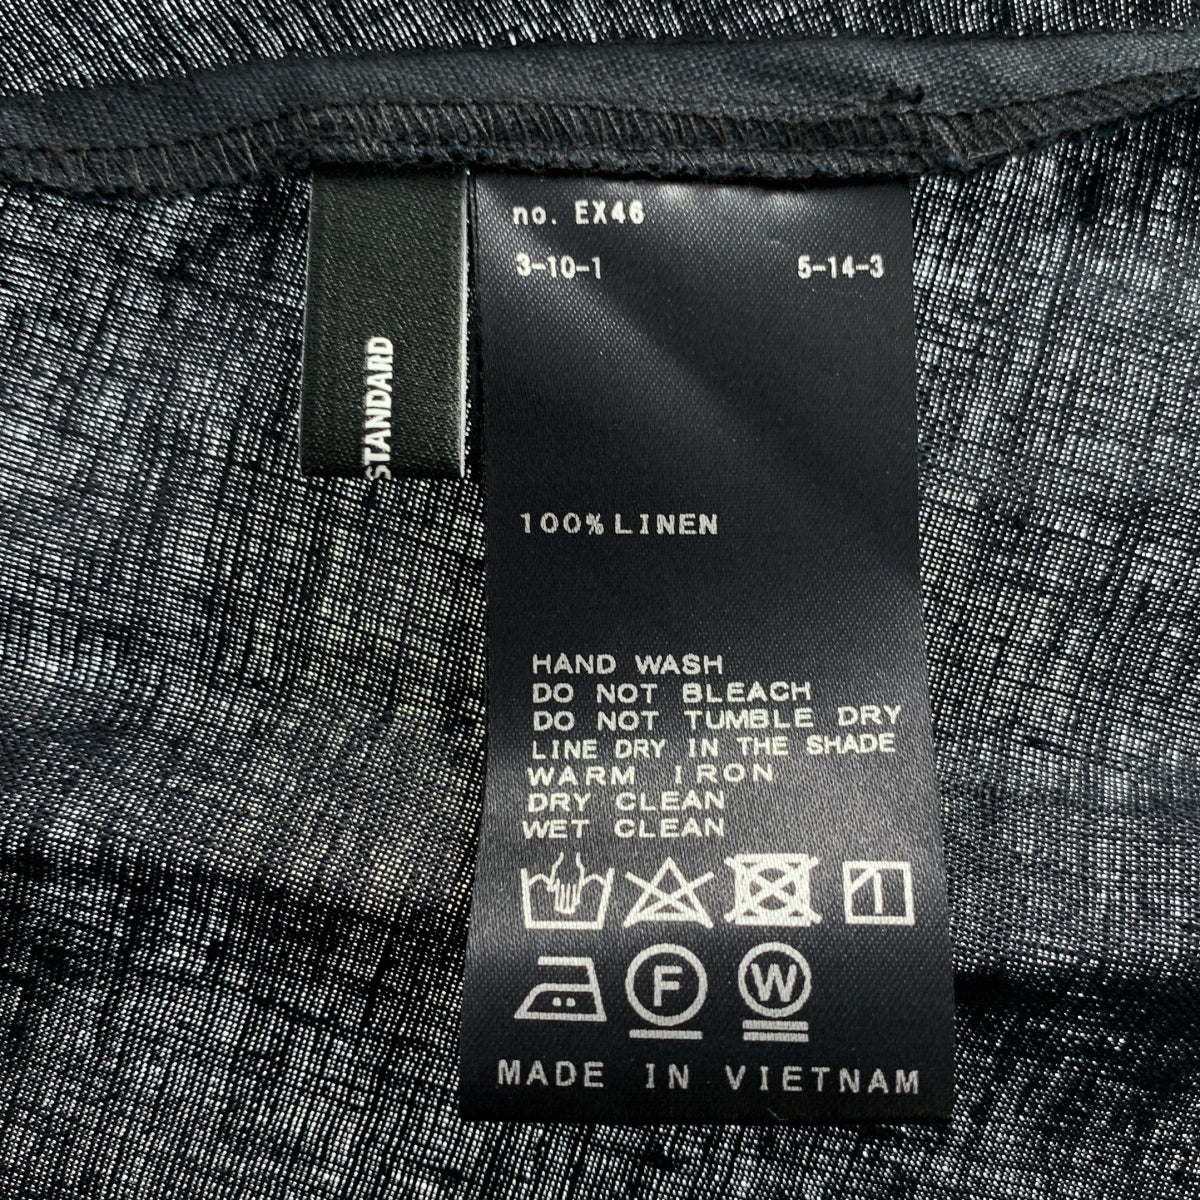 STANDARD
no. EX46
3-10-1 5-14-3
100% LINEN
HAND WASH
DO NOT BLEACH
DO NOT TUMBLE DRY
LINE DRY IN THE SHADE
WARM IRON
DRY CLEAN
WET CLEAN
F W
MADE IN VIETNAM